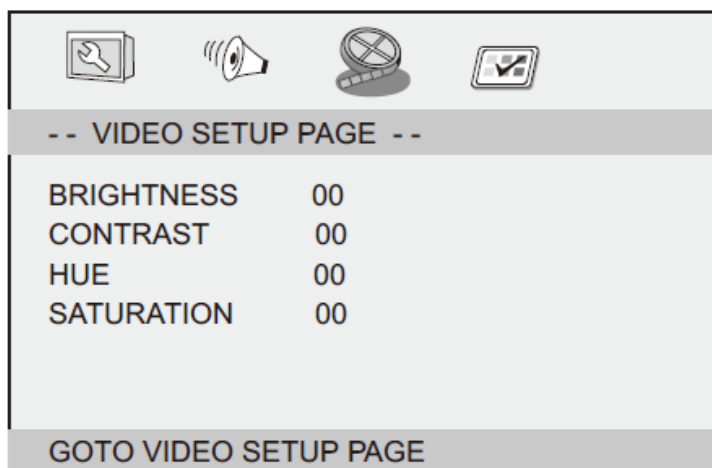 - - VIDEO SETUP PAGE - -
BRIGHTNESS 00
CONTRAST 00
HUE 00
SATURATION 00
GOTO VIDEO SETUP PAGE